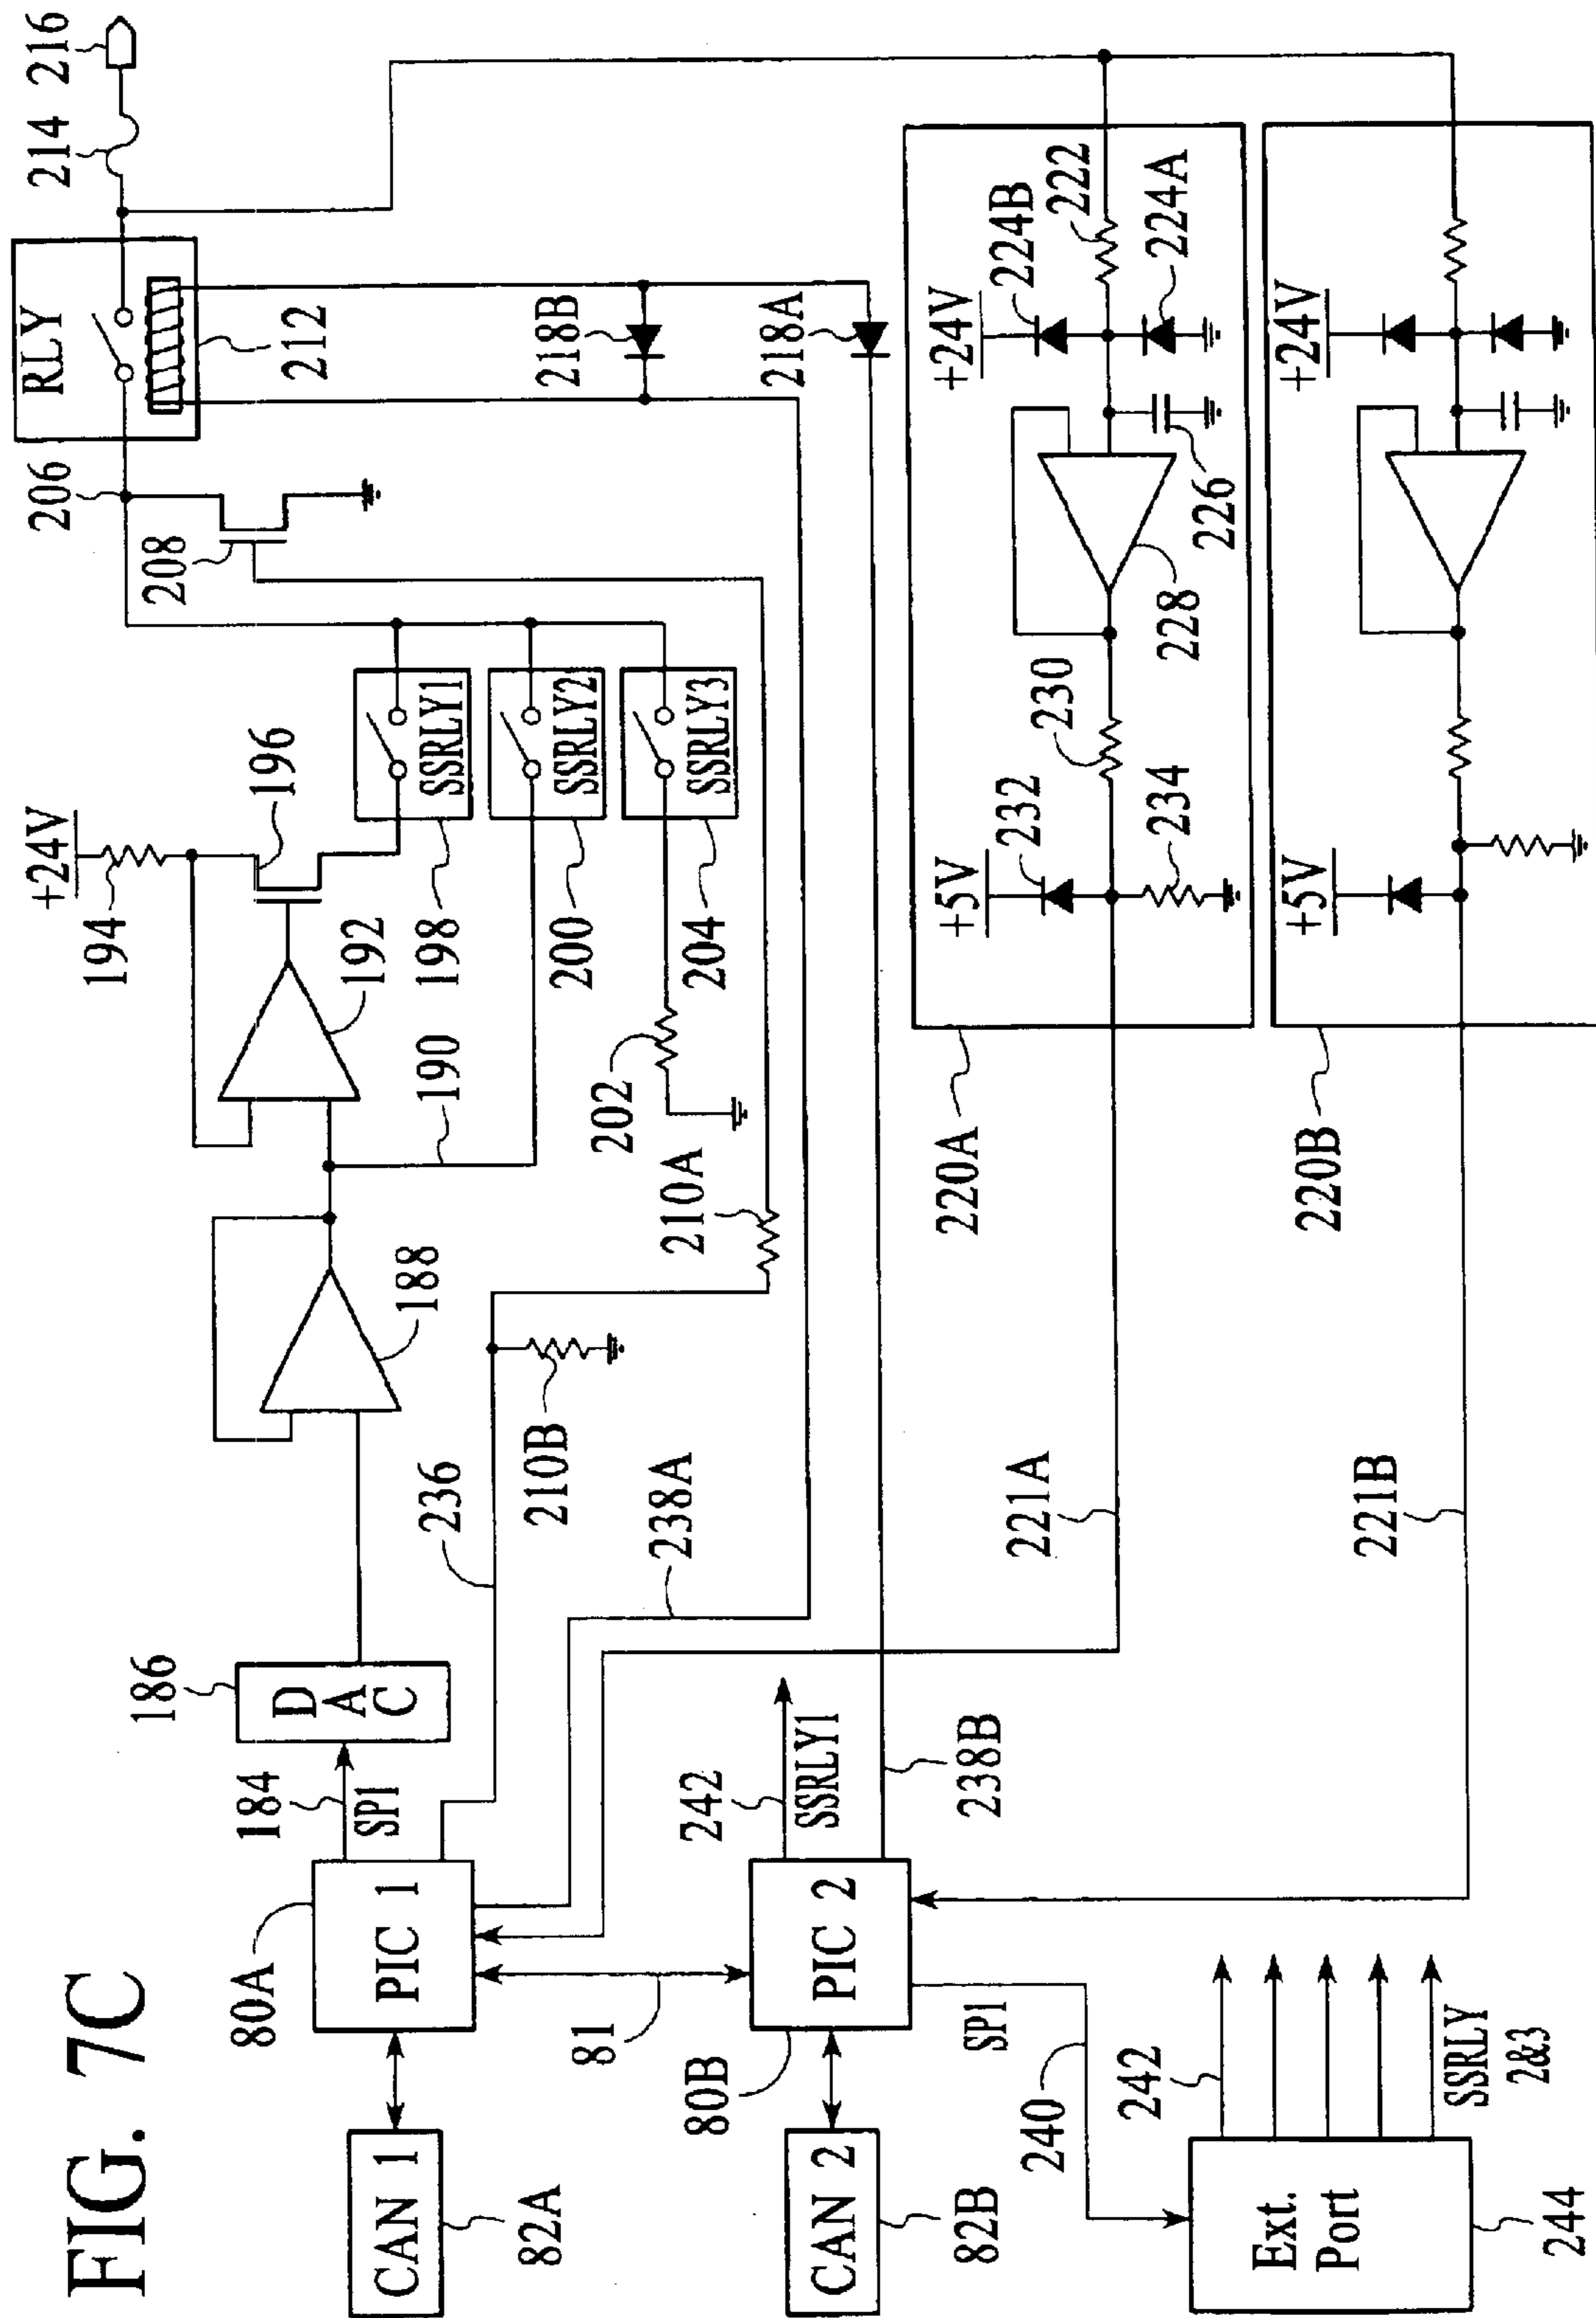 FIG. 7C
CAN 1
82A
80A
PIC 1
184
SP1
186
D
A
C
188
190
192
194
+24V
196
SSRLY1
198
SSRLY2
200
SSRLY3
204
202
206
208
210A
210B
236
238A
RLY
212
214
216
218B
218A
81
CAN 2
82B
80B
PIC 2
242
SSRLY1
238B
SP1
240
Ext.
Port
244
242
SSRLY
2&3
221A
220A
+5V
232
234
230
228
226
+24V
224B
222
224A
221B
220B
+5V
+24V